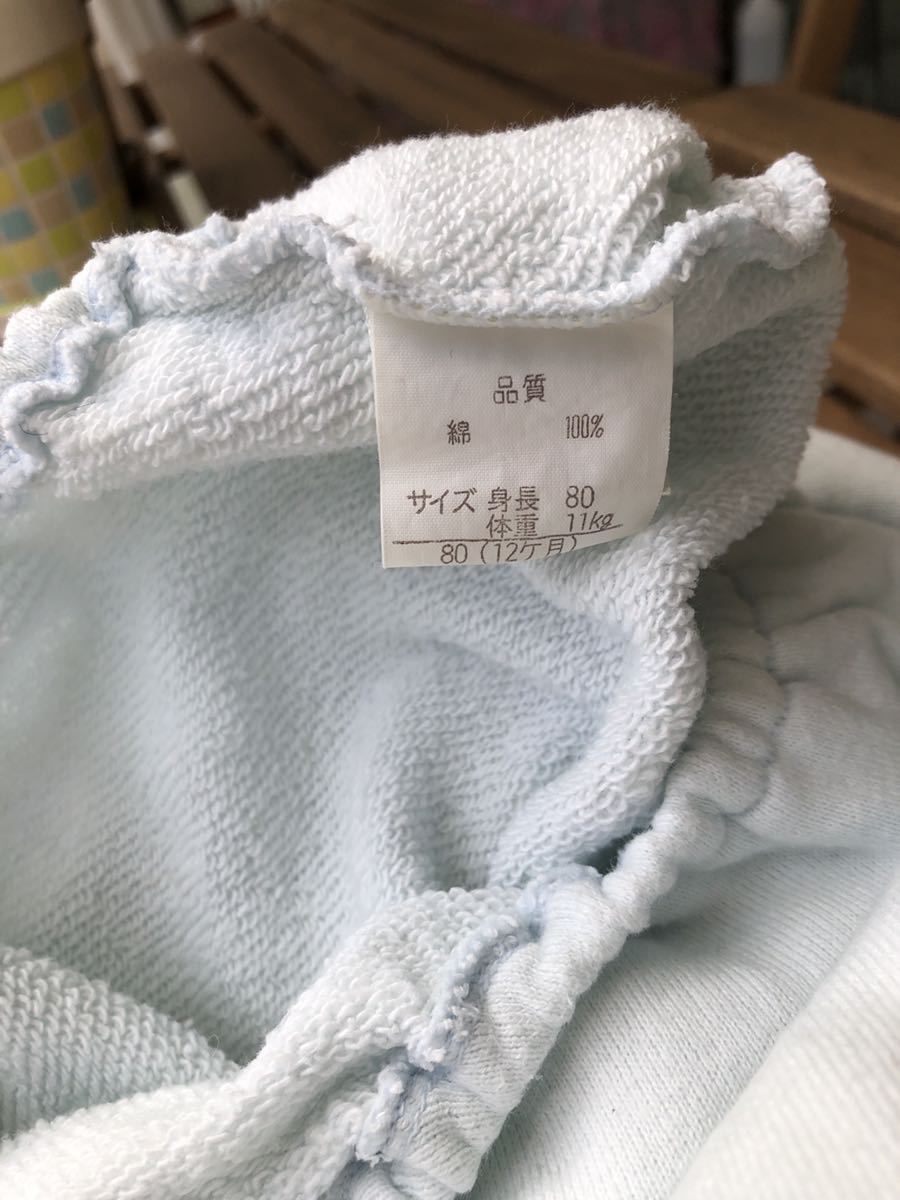 品質
綿 100%
サイズ 身長 80
体重 11kg
80 (12ケ月)